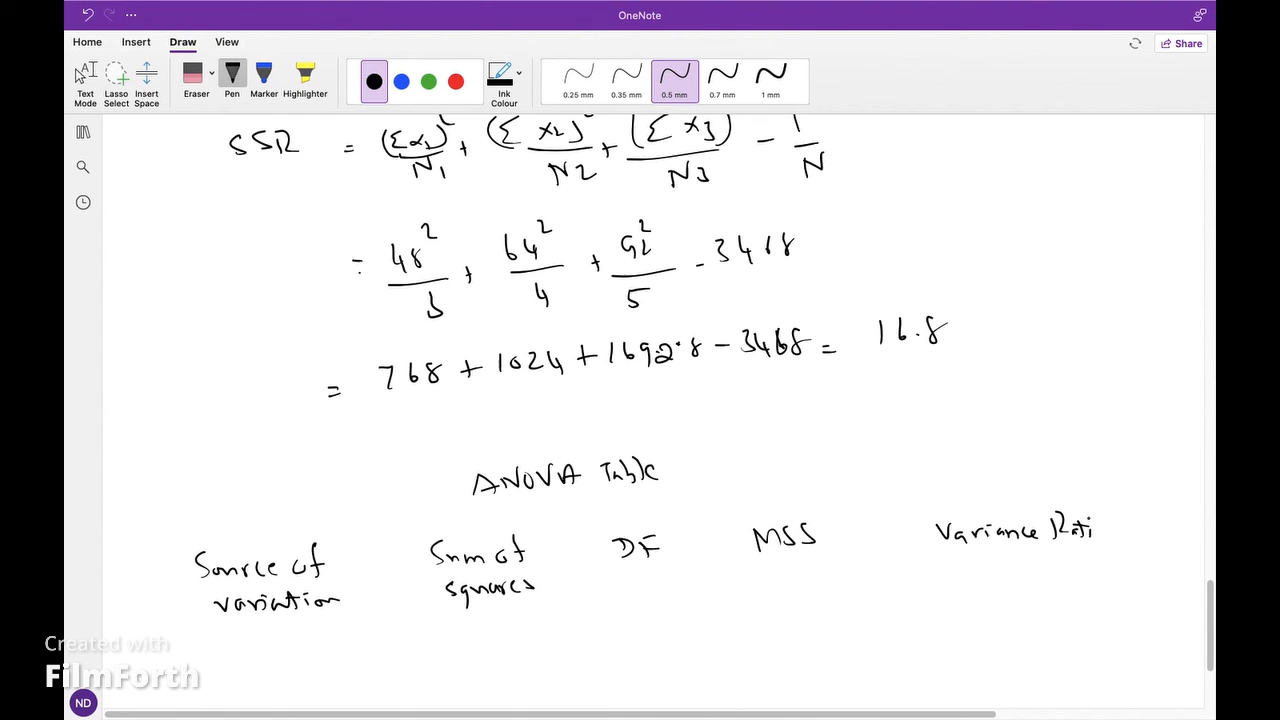 OneNote
Home Insert Draw View
Share
Text Mode Lasso Select Insert Space Eraser Pen Marker Highlighter Ink Colour 0.25 mm 0.35 mm 0.5 mm 0.7 mm 1 mm
SSR = (Σx₁)²/N₁ + (Σx₂)²/N2 + (Σx3)/N3 - 1/N
= 48²/3 + 64²/4 + 92²/5 - 3468
= 768 + 1024 + 1692.8 - 3468 = 16.8
ANOVA Table
Source of variation Sum of squares DF MSS Variance Rati
Created with
FilmForth
ND